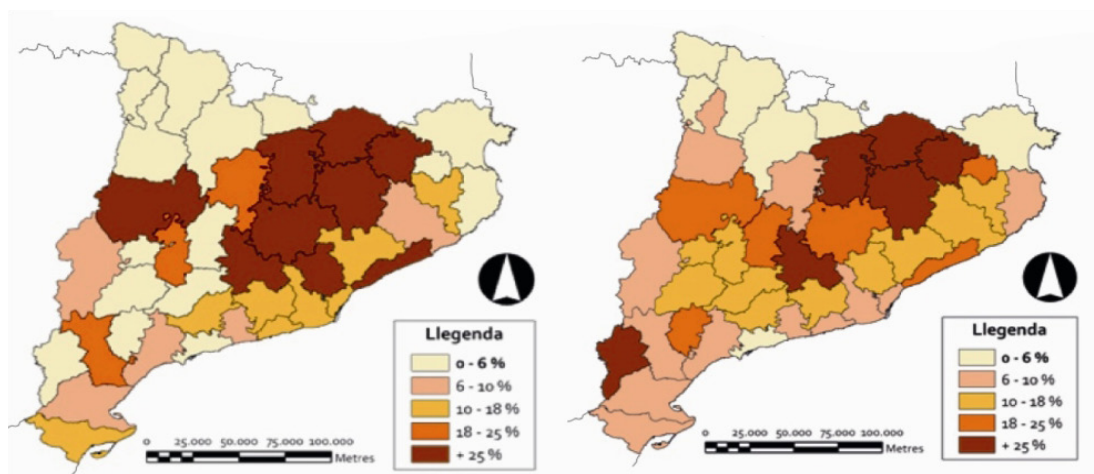 Llegenda
0 - 6 %
6 - 10 %
10 - 18 %
18 - 25 %
+ 25 %
0 25.000 50.000 75.000 100.000
Metres
Llegenda
0 - 6 %
6 - 10 %
10 - 18 %
18 - 25 %
+ 25 %
0 25.000 50.000 75.000 100.000
Metres